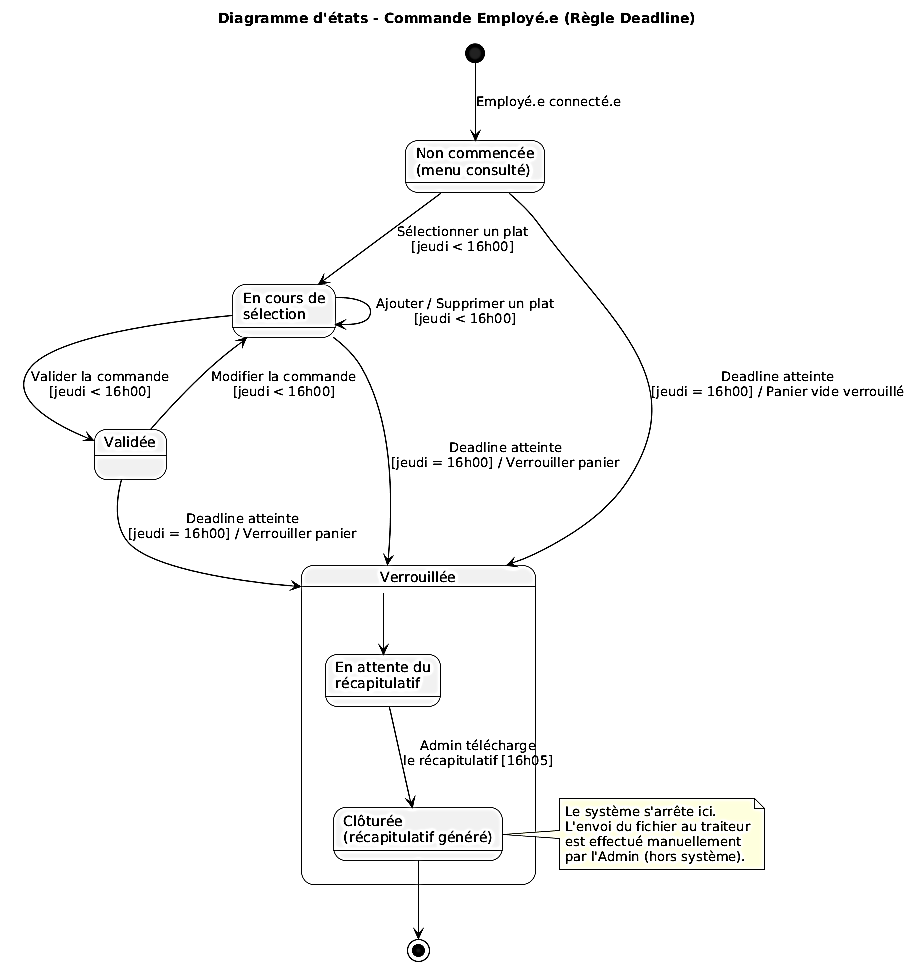 Diagramme d'états - Commande Employé.e (Règle Deadline)
Employé.e connecté.e
Non commencée
(menu consulté)
Sélectionner un plat
[jeudi < 16h00]
En cours de
sélection
Ajouter / Supprimer un plat
[jeudi < 16h00]
Valider la commande
[jeudi < 16h00]
Modifier la commande
[jeudi < 16h00]
Deadline atteinte
[jeudi = 16h00] / Panier vide verrouillé
Validée
Deadline atteinte
[jeudi = 16h00] / Verrouiller panier
Deadline atteinte
[jeudi = 16h00] / Verrouiller panier
Verrouillée
En attente du
récapitulatif
Admin télécharge
le récapitulatif [16h05]
Clôturée
(récapitulatif généré)
Le système s'arrête ici.
L'envoi du fichier au traiteur
est effectué manuellement
par l'Admin (hors système).